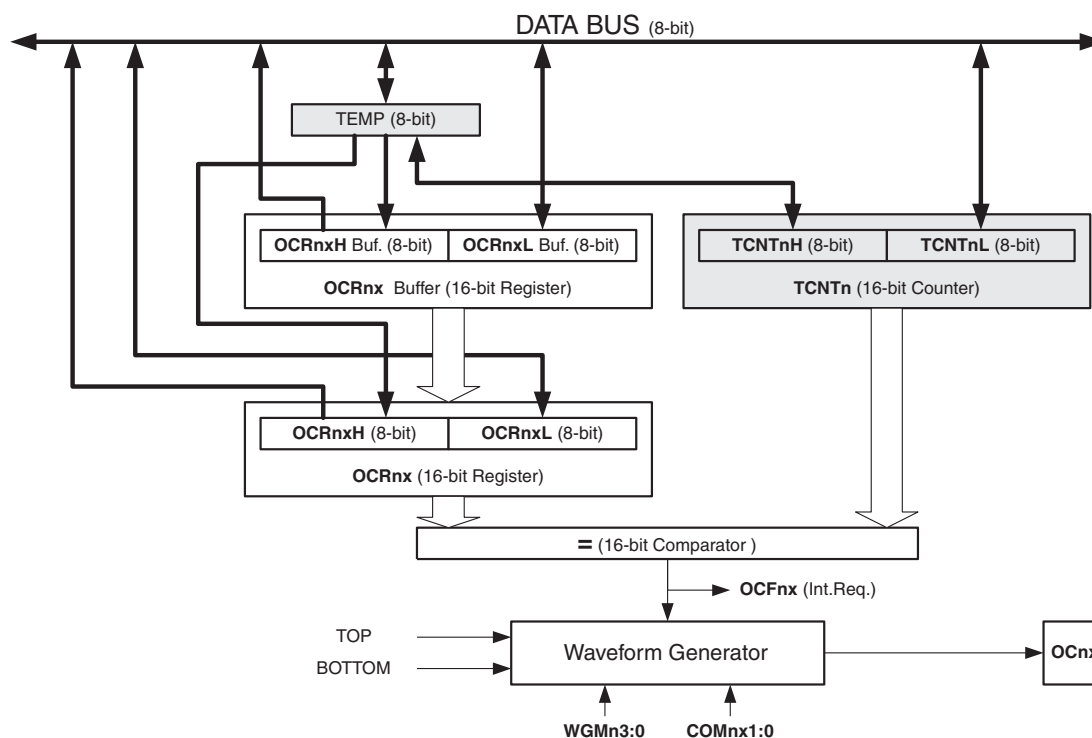 DATA BUS (8-bit)
TEMP (8-bit)
OCRnxH Buf. (8-bit) OCRnxL Buf. (8-bit)
TCNTnH (8-bit) TCNTnL (8-bit)
OCRnx Buffer (16-bit Register)
TCNTn (16-bit Counter)
OCRnxH (8-bit) OCRnxL (8-bit)
OCRnx (16-bit Register)
= (16-bit Comparator )
OCFnx (Int.Req.)
TOP
BOTTOM
Waveform Generator
OCnx
WGMn3:0 COMnx1:0